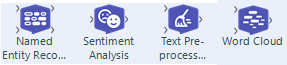 Named
Entity Reco...
Sentiment
Analysis
Text Pre-
process...
Word Cloud